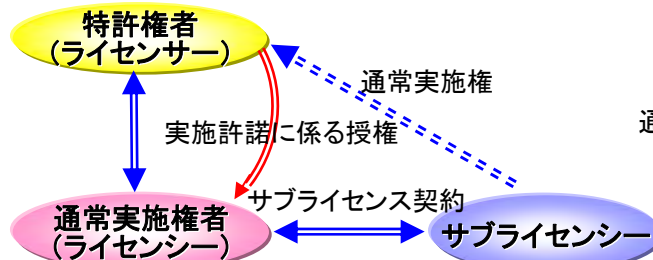 特許権者
（ライセンサー）
通常実施権
実施許諾に係る授権
通
サブライセンス契約
通常実施権者
（ライセンシー）
サブライセンシー